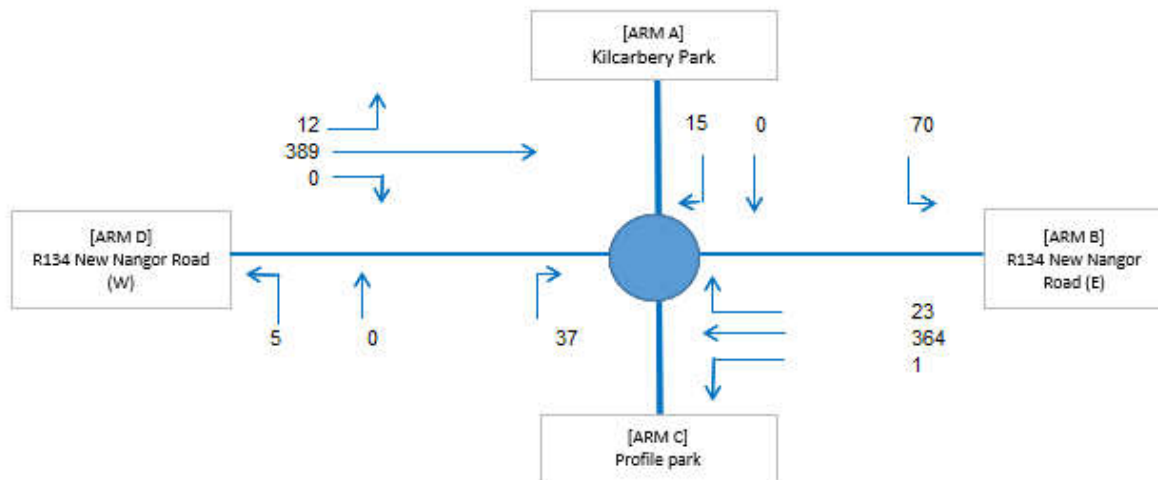 [ARM A]
Kilcarbery Park
12
389
0
15 0 70
[ARM D]
R134 New Nangor Road
(W)
[ARM B]
R134 New Nangor
Road (E)
5 0 37
23
364
1
[ARM C]
Profile park